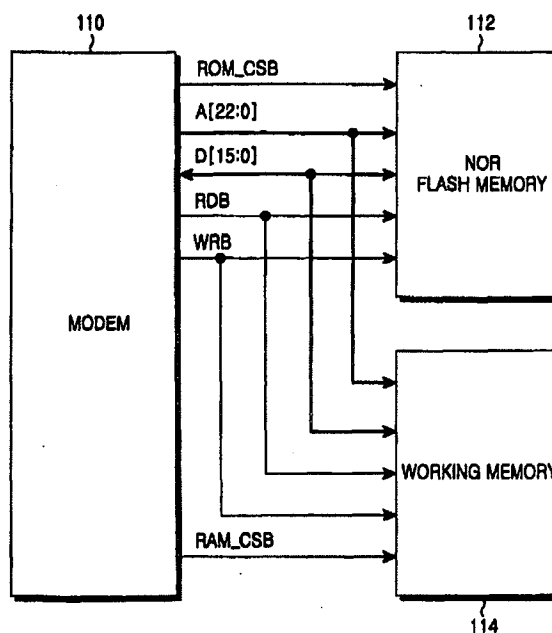 110
112
ROM_CSB
A[22:0]
D[15:0]
RDB
WRB
NOR
FLASH MEMORY
MODEM
WORKING MEMORY
RAM_CSB
114